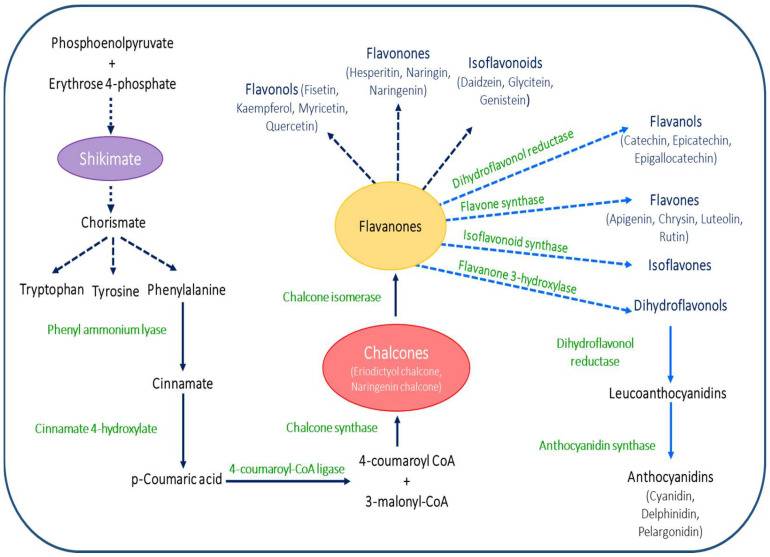 Phosphoenolpyruvate
+
Erythrose 4-phosphate
Shikimate
Chorismate
Tryptophan
Tyrosine
Phenylalanine
Phenyl ammonium lyase
Cinnamate
Cinnamate 4-hydroxylate
p-Coumaric acid
4-coumaroyl-CoA ligase
4-coumaroyl CoA
+
3-malonyl-CoA
Chalcone synthase
Chalcones
(Eriodictyol chalcone,
Naringenin chalcone)
Chalcone isomerase
Flavanones
Flavonols (Fisetin,
Kaempferol, Myricetin,
Quercetin)
Flavonones
(Hesperitin, Naringin,
Naringenin)
Isoflavonoids
(Daidzein, Glycitein,
Genistein)
Dihydroflavonol reductase
Flavanols
(Catechin, Epicatechin,
Epigallocatechin)
Flavone synthase
Flavones
(Apigenin, Chrysin, Luteolin,
Rutin)
Isoflavonoid synthase
Isoflavones
Flavanone 3-hydroxylase
Dihydroflavonols
Dihydroflavonol
reductase
Leucoanthocyanidins
Anthocyanidin synthase
Anthocyanidins
(Cyanidin,
Delphinidin,
Pelargonidin)